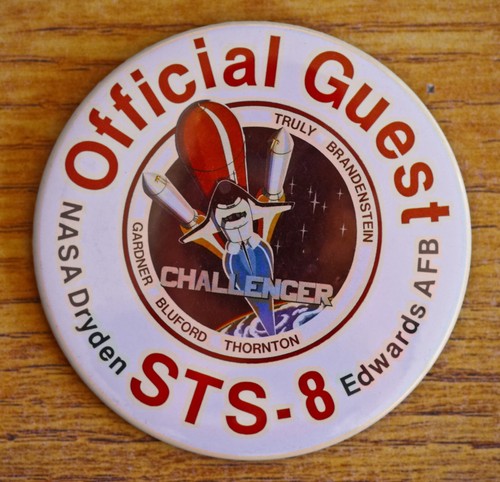 Official Guest
TRULY BRANDENSTEIN
GARDNER BLUFORD THORNTON
CHALLENGER
NASA Dryden
STS-8
Edwards AFB